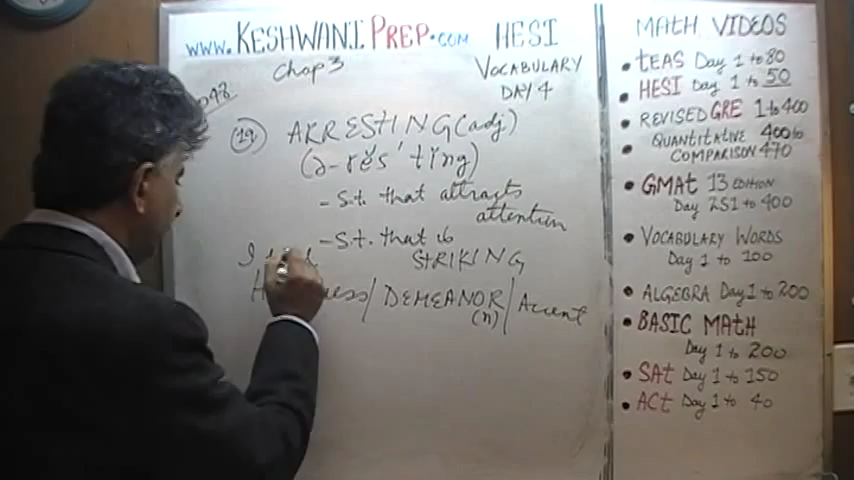 www.KESHWANIPREP.com HESI
Chap 3
VOCABULARY
DAY 4
p48
19. ARRESTING (adj)
(ə-rĕs'tĭng)
- S.t. that attracts
attention
- S.t. that is
STRIKING
/DEMEANOR/Accent
(n)
MATH VIDEOS
• tEAS Day 1 to 80
• HESI Day 1 to 50
• REVISED GRE 1 to 400
• QUANTITATIVE 400 to
COMPARISON 470
• GMAt 13 EDITION
Day 251 to 400
• VOCABULARY WORDS
Day 1 to 100
• ALGEBRA Day 1 to 200
• BASIC MAtH
Day 1 to 200
• SAt Day 1 to 150
• ACt Day 1 to 40